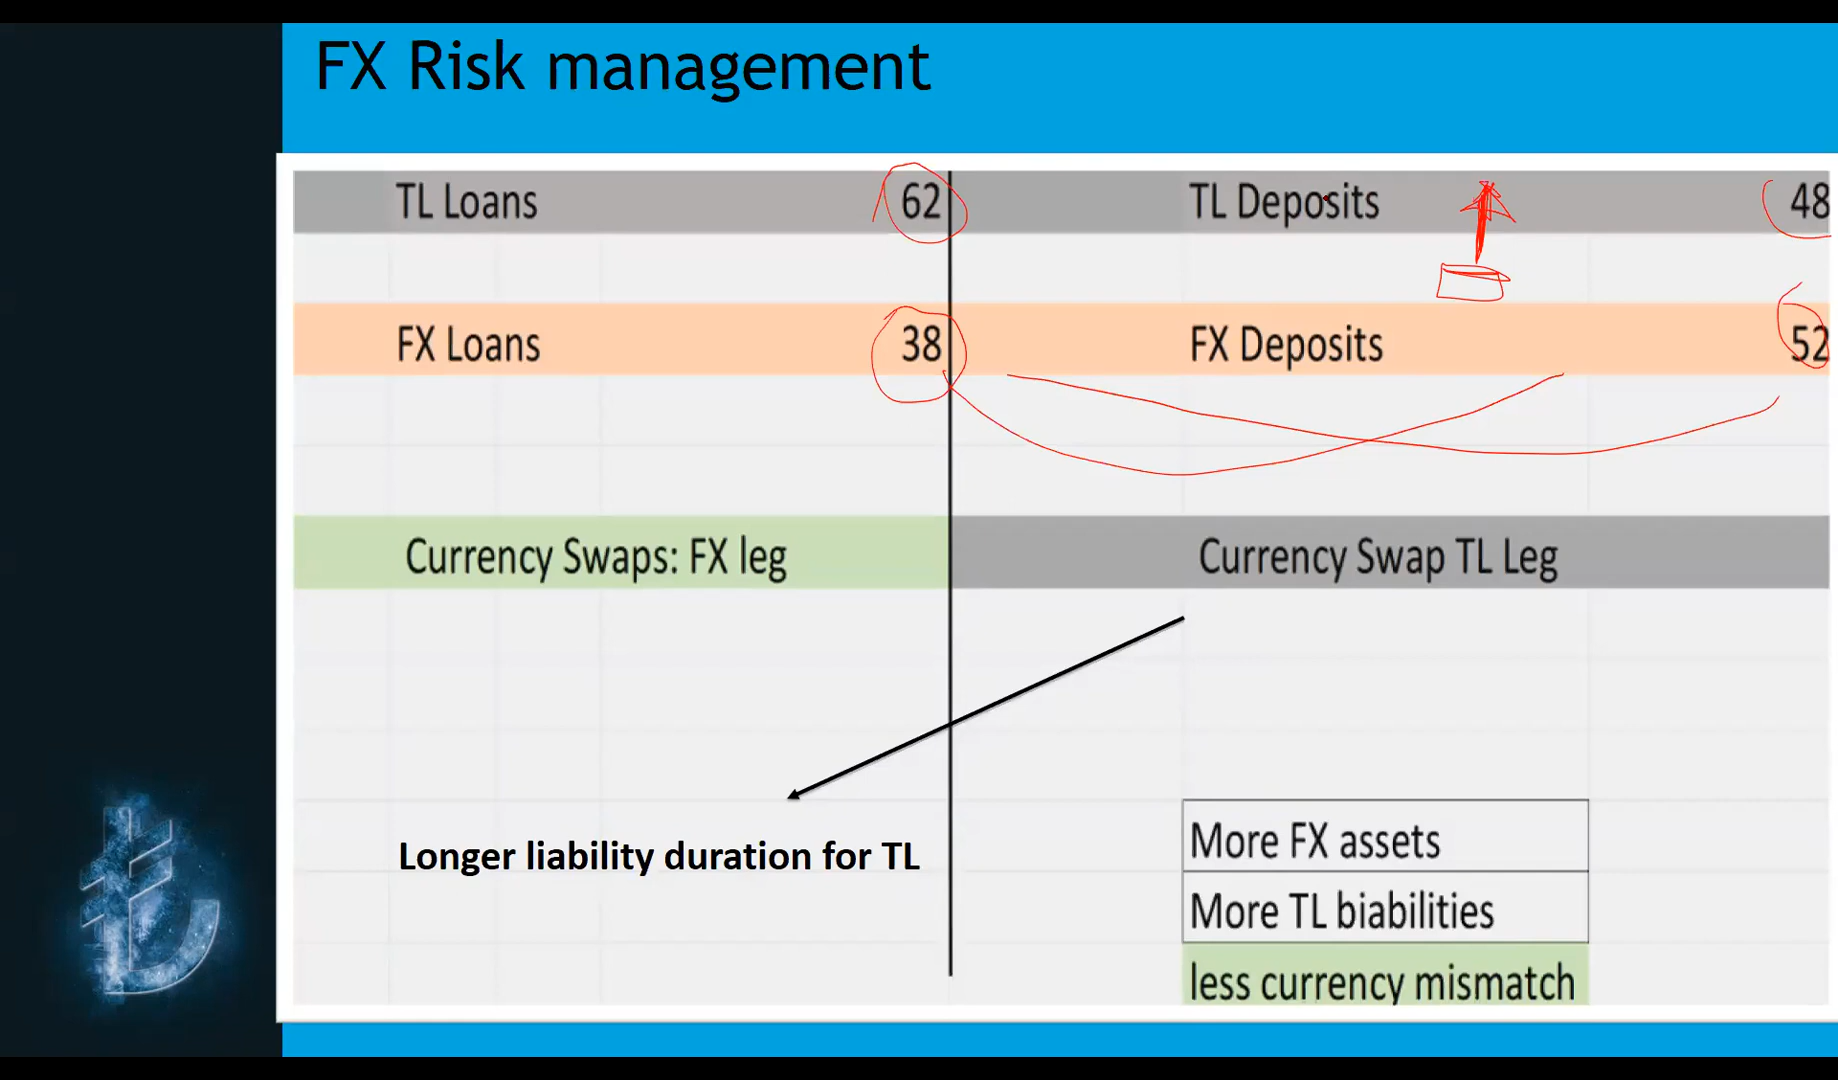 FX Risk management
TL Loans 62 TL Deposits 48
FX Loans 38 FX Deposits 52
Currency Swaps: FX leg Currency Swap TL Leg
Longer liability duration for TL
More FX assets
More TL biabilities
less currency mismatch